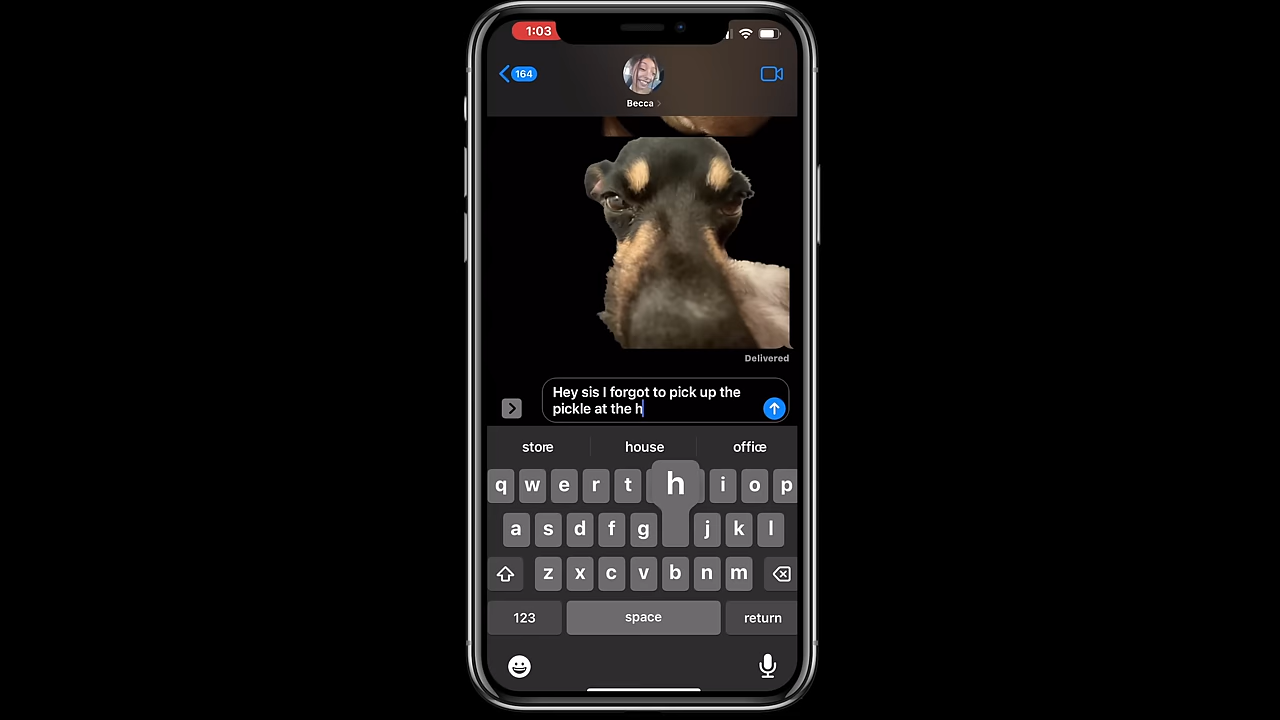 1:03
164
Becca
Delivered
Hey sis I forgot to pick up the
pickle at the h
store house office
q w e r t h i o p
a s d f g j k l
z x c v b n m
123 space return